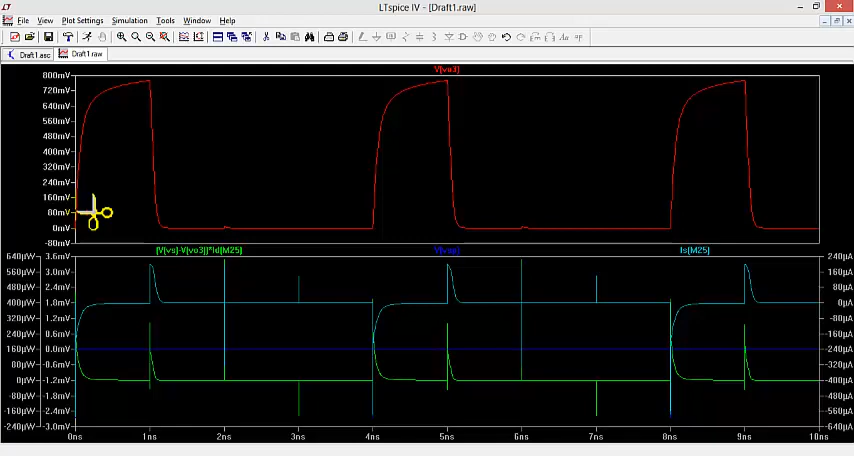 LTspice IV - [Draft1.raw]
File View Plot Settings Simulation Tools Window Help
Draft1.asc Draft1.raw
V(vo3)
800mV
720mV
640mV
560mV
480mV
400mV
320mV
240mV
160mV
80mV
0mV
-80mV
(V(vs)-V(vo3))*Id(M25) Is(M25)
640µW 3.6mV 240µA
560µW 3.0mV 160µA
480µW 2.4mV 80µA
400µW 1.8mV 0µA
320µW 1.2mV -80µA
240µW 0.6mV -160µA
160µW 0.0mV -240µA
80µW -0.6mV -320µA
0µW -1.2mV -400µA
-80µW -1.8mV -480µA
-160µW -2.4mV -560µA
-240µW -3.0mV -640µA
0ns 1ns 2ns 3ns 4ns 5ns 6ns 7ns 8ns 9ns 10ns